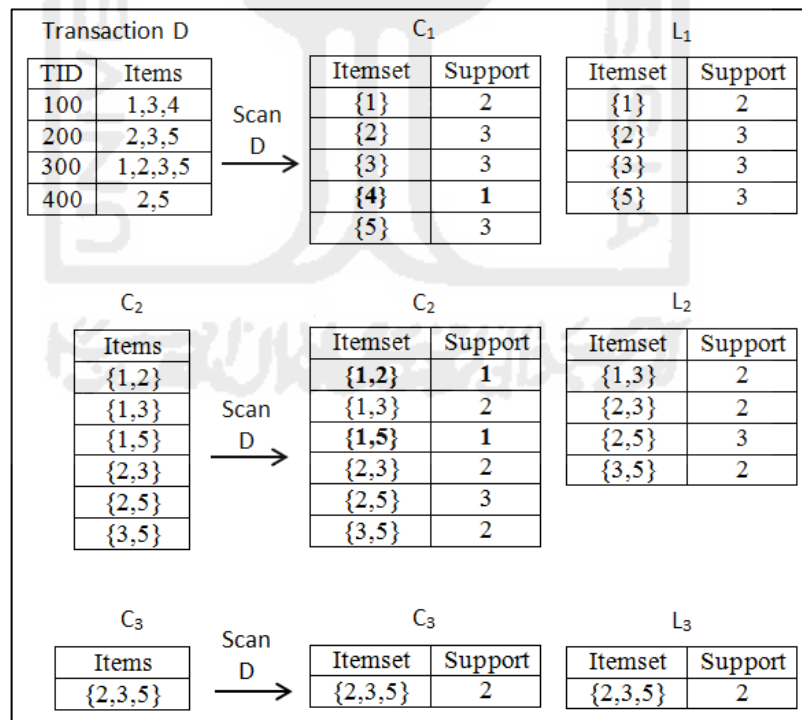 Transaction D C₁ L₁
TID Items
100 1,3,4
200 2,3,5
300 1,2,3,5
400 2,5
Scan
D
Itemset Support
{1} 2
{2} 3
{3} 3
{4} 1
{5} 3
Itemset Support
{1} 2
{2} 3
{3} 3
{5} 3
C₂ C₂ L₂
Items
{1,2}
{1,3}
{1,5}
{2,3}
{2,5}
{3,5}
Scan
D
Itemset Support
{1,2} 1
{1,3} 2
{1,5} 1
{2,3} 2
{2,5} 3
{3,5} 2
Itemset Support
{1,3} 2
{2,3} 2
{2,5} 3
{3,5} 2
C₃ C₃ L₃
Items
{2,3,5}
Scan
D
Itemset Support
{2,3,5} 2
Itemset Support
{2,3,5} 2